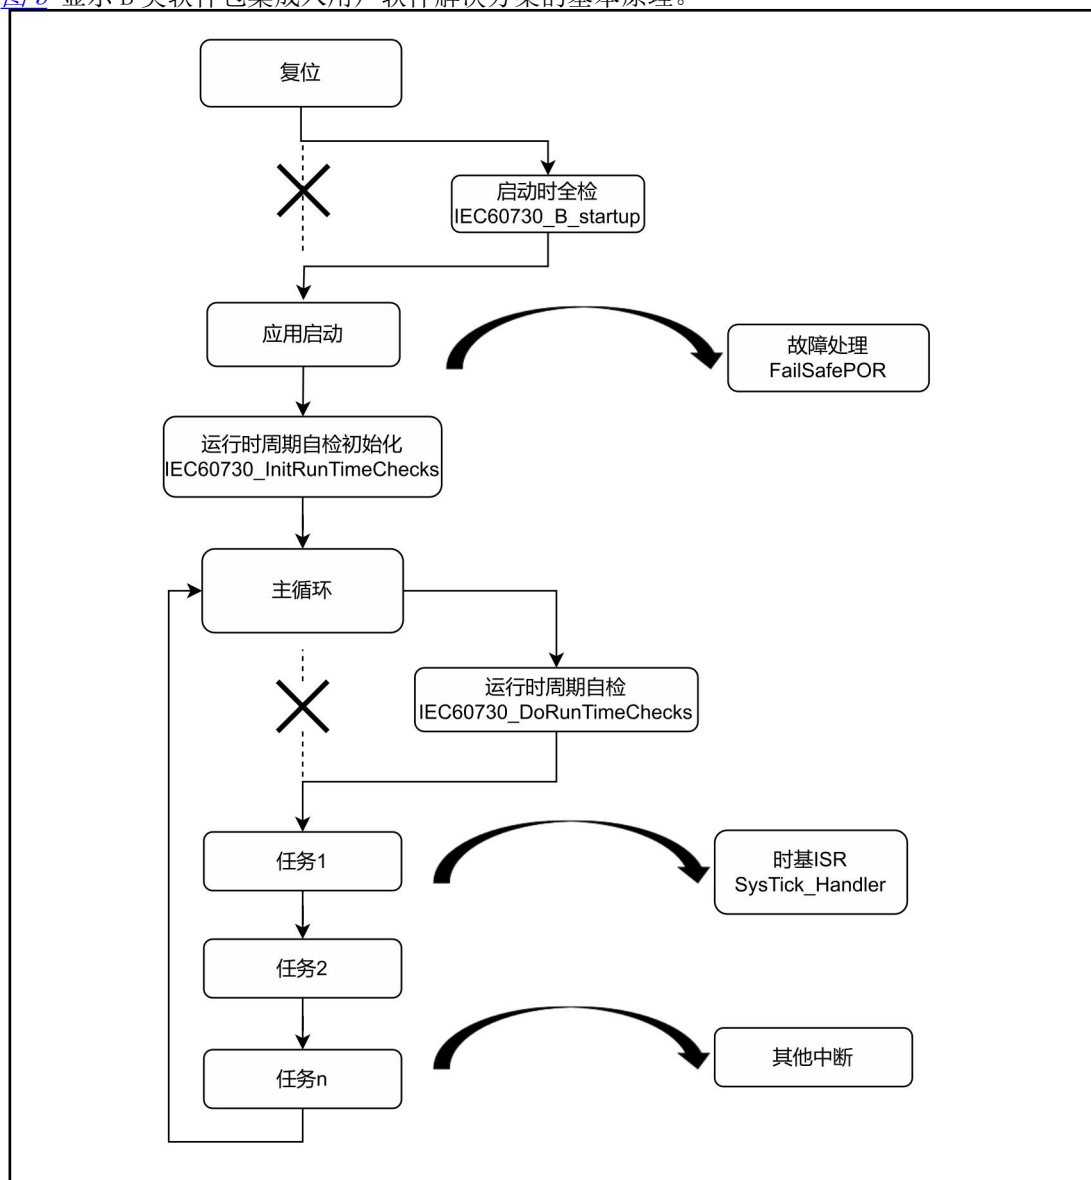 显示 B 类软件包集成入用户软件解决方案的基本原理。
复位
启动时全检
IEC60730_B_startup
应用启动
故障处理
FailSafePOR
运行时周期自检初始化
IEC60730_InitRunTimeChecks
主循环
运行时周期自检
IEC60730_DoRunTimeChecks
任务1
时基ISR
SysTick_Handler
任务2
任务n
其他中断